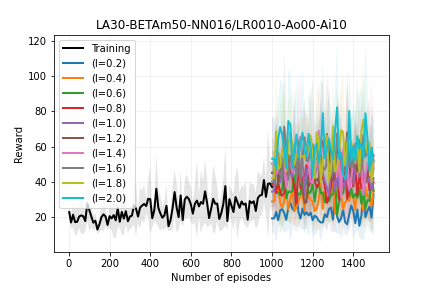 LA30-BETAm50-NN016/LR0010-Ao00-Ai10
120
100
80
60
40
20
Reward
Training
(l=0.2)
(l=0.4)
(l=0.6)
(l=0.8)
(l=1.0)
(l=1.2)
(l=1.4)
(l=1.6)
(l=1.8)
(l=2.0)
0 200 400 600 800 1000 1200 1400
Number of episodes